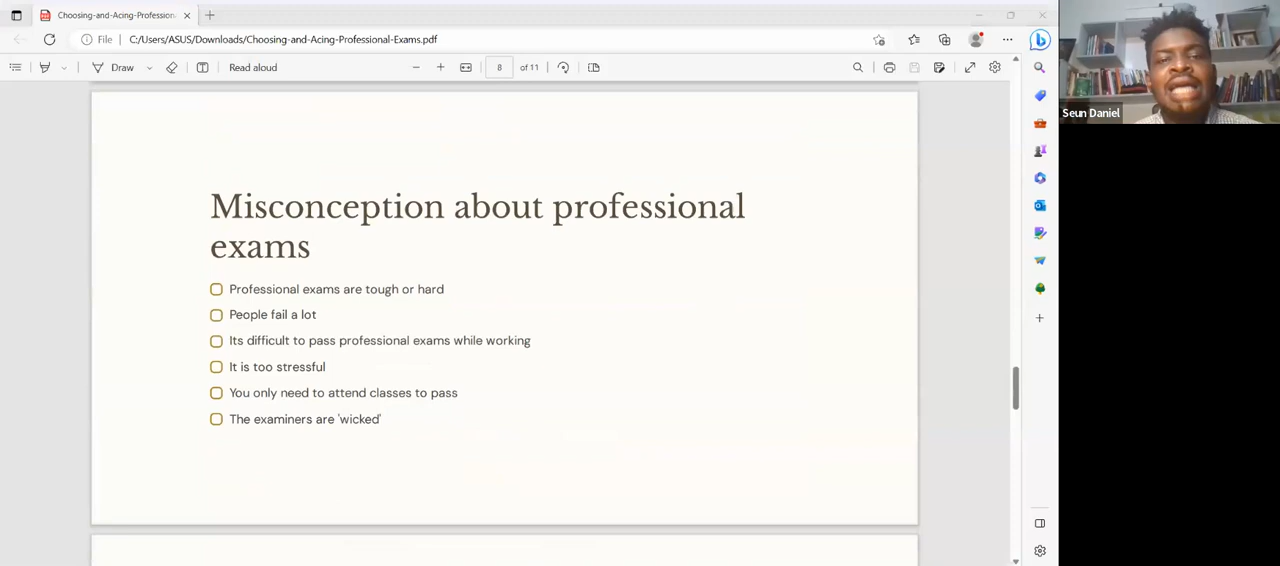 Choosing-and-Acing-Profession
File C:/Users/ASUS/Downloads/Choosing-and-Acing-Professional-Exams.pdf
Draw
Read aloud
8 of 11
Seun Daniel
Misconception about professional
exams
Professional exams are tough or hard
People fail a lot
Its difficult to pass professional exams while working
It is too stressful
You only need to attend classes to pass
The examiners are 'wicked'